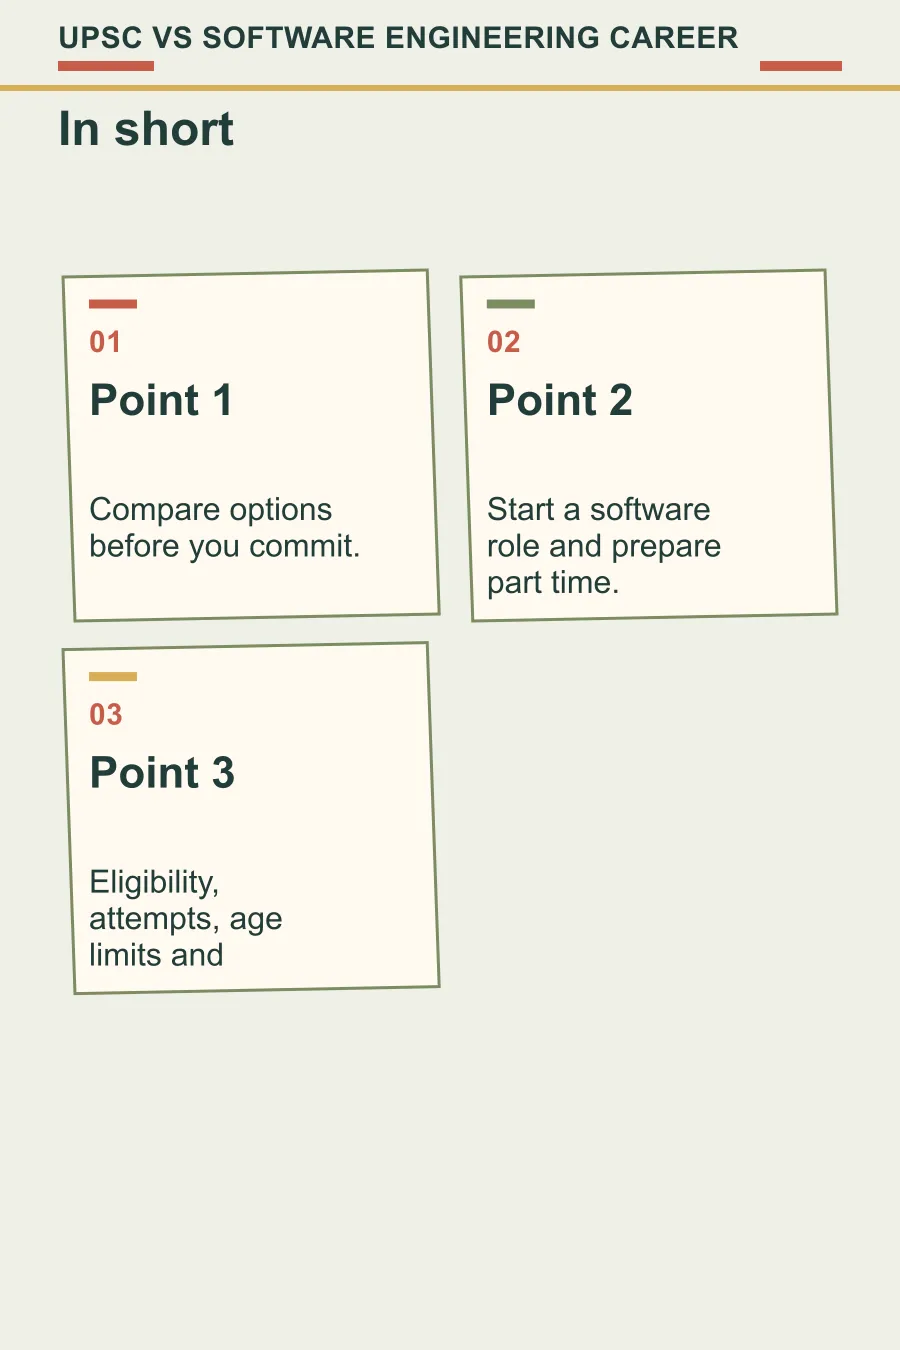 UPSC VS SOFTWARE ENGINEERING CAREER
In short
01
Point 1
Compare options
before you commit.
02
Point 2
Start a software
role and prepare
part time.
03
Point 3
Eligibility,
attempts, age
limits and